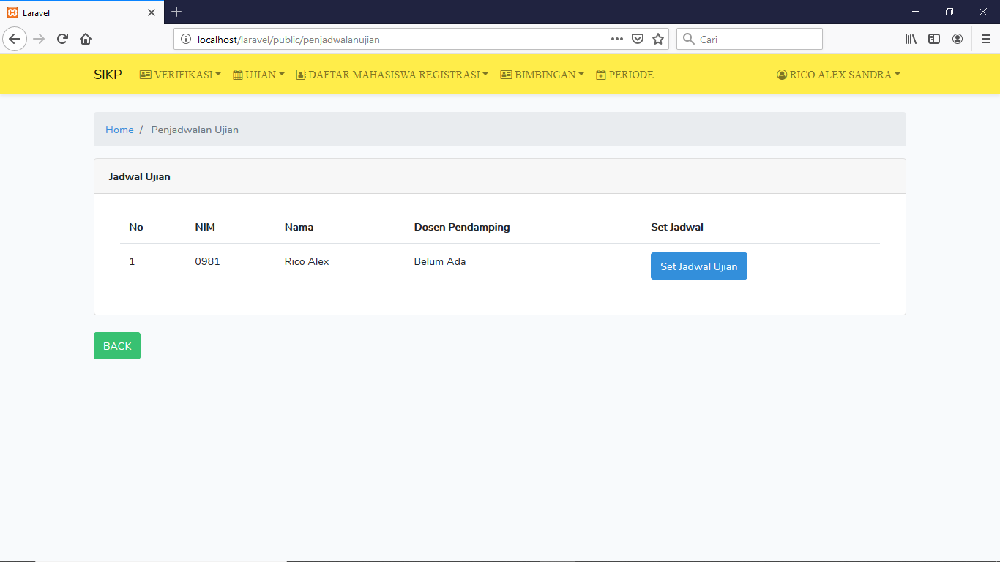 Laravel
localhost/laravel/public/penjadwalanujian
Cari
SIKP VERIFIKASI UJIAN DAFTAR MAHASISWA REGISTRASI BIMBINGAN PERIODE RICO ALEX SANDRA
Home / Penjadwalan Ujian
Jadwal Ujian
No NIM Nama Dosen Pendamping Set Jadwal
1 0981 Rico Alex Belum Ada Set Jadwal Ujian
BACK